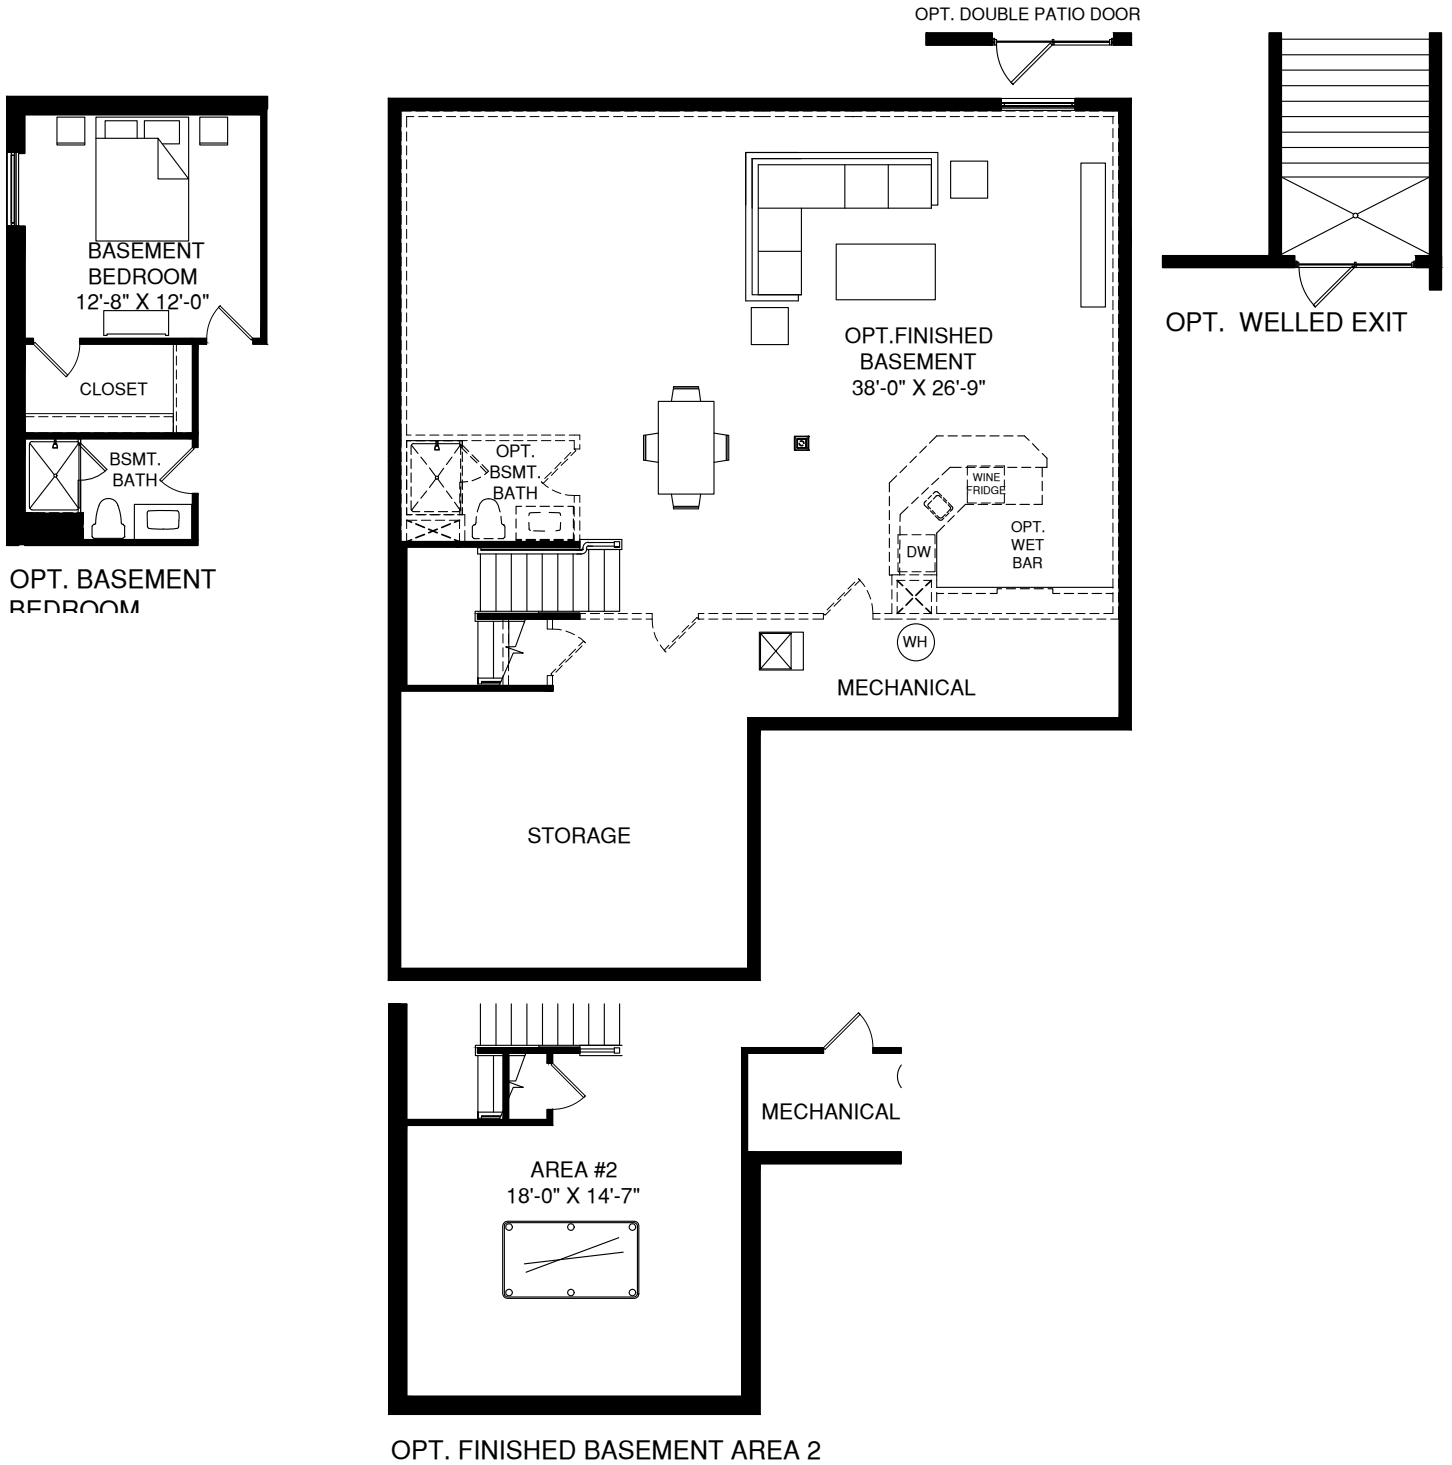 OPT. DOUBLE PATIO DOOR
BASEMENT
BEDROOM
12'-8" X 12'-0"
CLOSET
BSMT.
BATH
OPT. BASEMENT
BEDROOM
OPT.FINISHED
BASEMENT
38'-0" X 26'-9"
S
OPT.
BSMT.
BATH
WINE
FRIDGE
DW
OPT.
WET
BAR
WH
MECHANICAL
STORAGE
OPT. WELLED EXIT
MECHANICAL
AREA #2
18'-0" X 14'-7"
OPT. FINISHED BASEMENT AREA 2